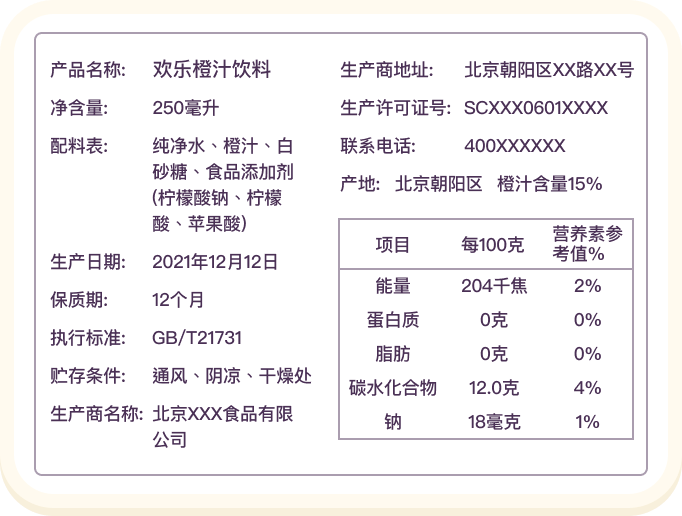 产品名称: 欢乐橙汁饮料
净含量: 250毫升
配料表: 纯净水、橙汁、白
砂糖、食品添加剂
(柠檬酸钠、柠檬
酸、苹果酸)
生产日期: 2021年12月12日
保质期: 12个月
执行标准: GB/T21731
贮存条件: 通风、阴凉、干燥处
生产商名称: 北京XXX食品有限
公司
生产商地址: 北京朝阳区XX路XX号
生产许可证号: SCXXX0601XXXX
联系电话: 400XXXXXX
产地: 北京朝阳区 橙汁含量15%
项目 每100克 营养素参
考值%
能量 204千焦 2%
蛋白质 0克 0%
脂肪 0克 0%
碳水化合物 12.0克 4%
钠 18毫克 1%